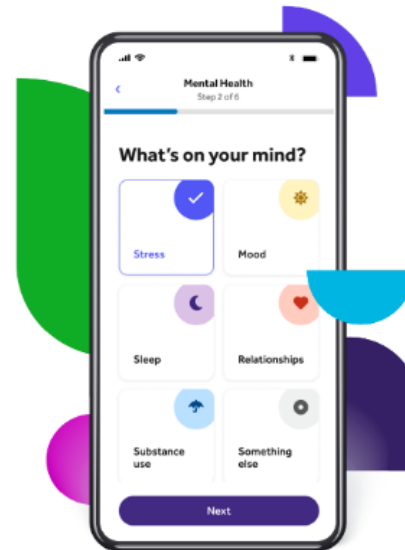 Mental Health
Step 2 of 6
What's on your mind?
Stress
Mood
Sleep
Relationships
Substance
use
Something
else
Next